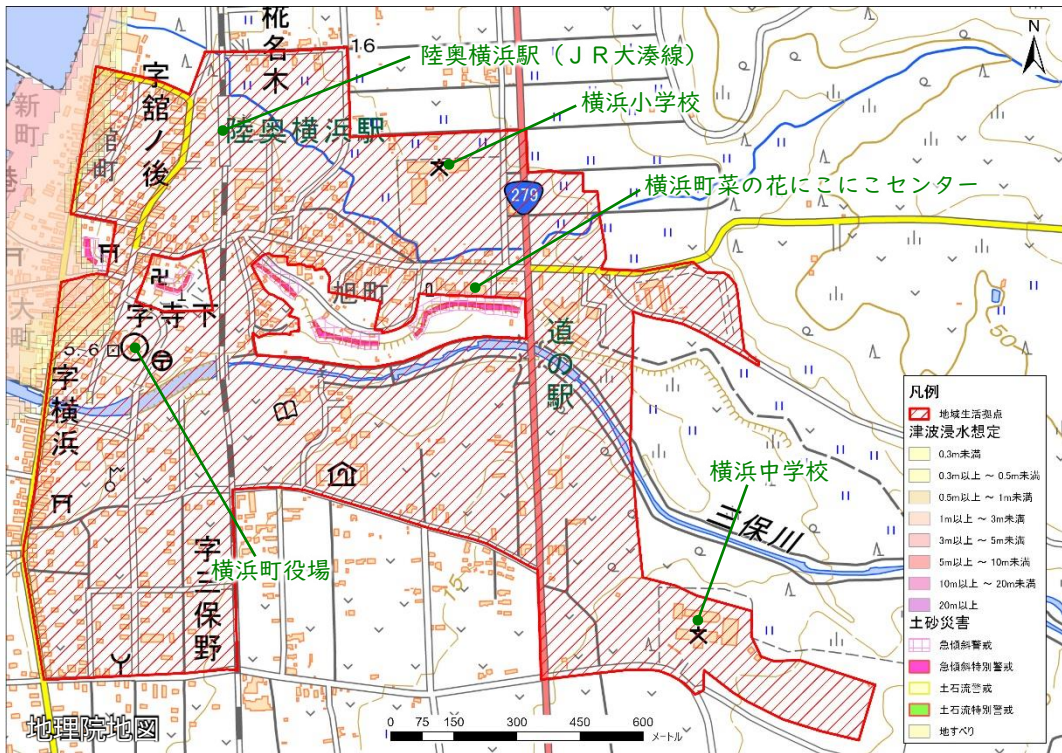 椛名木
16
陸奥横浜駅（ＪＲ大湊線）
N
字舘ノ後
新町
舘町
横浜小学校
陸奥横浜駅
279
横浜町菜の花にこにこセンター
旭町
大町
字寺下
5.6
道の駅
50
字横浜
横浜中学校
三保川
横浜町役場
字三保野
15
凡例
地域生活拠点
津波浸水想定
0.3m未満
0.3m以上 ～ 0.5m未満
0.5m以上 ～ 1m未満
1m以上 ～ 3m未満
3m以上 ～ 5m未満
5m以上 ～ 10m未満
10m以上 ～ 20m未満
20m以上
土砂災害
急傾斜警戒
急傾斜特別警戒
土石流警戒
土石流特別警戒
地すべり
地理院地図
0 75 150 300 450 600
メートル